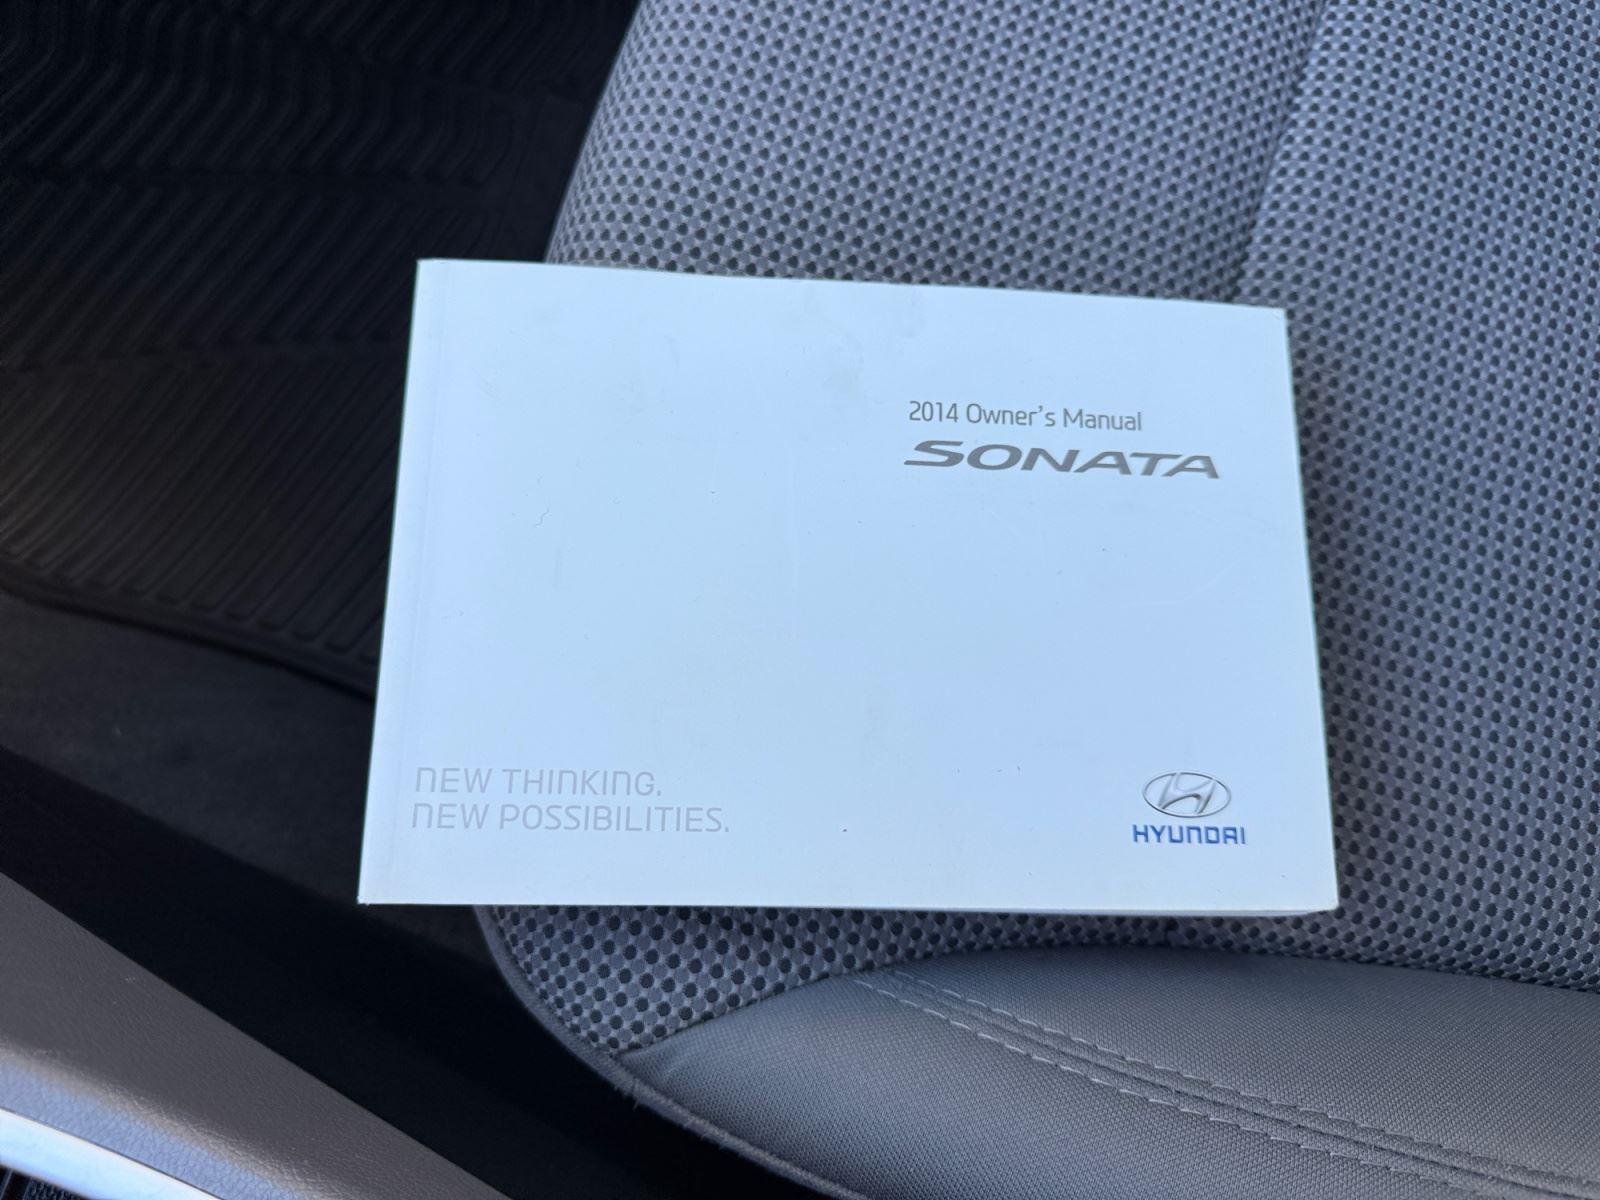 2014 Owner's Manual
SONATA
NEW THINKING.
NEW POSSIBILITIES.
HYUNDAI